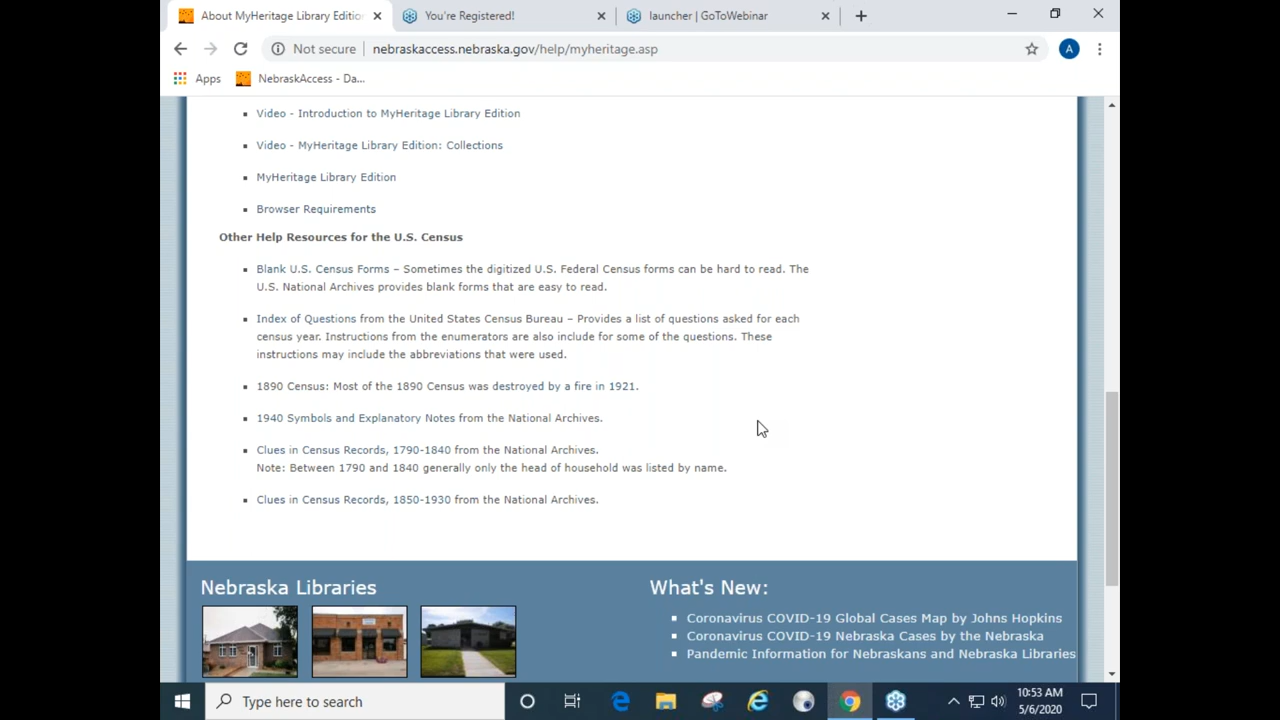 About MyHeritage Library Editio
You're Registered!
launcher | GoToWebinar
Not secure | nebraskaccess.nebraska.gov/help/myheritage.asp
A
Apps
NebraskAccess - Da...
Video - Introduction to MyHeritage Library Edition
Video - MyHeritage Library Edition: Collections
MyHeritage Library Edition
Browser Requirements
Other Help Resources for the U.S. Census
Blank U.S. Census Forms – Sometimes the digitized U.S. Federal Census forms can be hard to read. The
U.S. National Archives provides blank forms that are easy to read.
Index of Questions from the United States Census Bureau – Provides a list of questions asked for each
census year. Instructions from the enumerators are also include for some of the questions. These
instructions may include the abbreviations that were used.
1890 Census: Most of the 1890 Census was destroyed by a fire in 1921.
1940 Symbols and Explanatory Notes from the National Archives.
Clues in Census Records, 1790-1840 from the National Archives.
Note: Between 1790 and 1840 generally only the head of household was listed by name.
Clues in Census Records, 1850-1930 from the National Archives.
Nebraska Libraries
What's New:
Coronavirus COVID-19 Global Cases Map by Johns Hopkins
Coronavirus COVID-19 Nebraska Cases by the Nebraska
Pandemic Information for Nebraskans and Nebraska Libraries
Type here to search
10:53 AM
5/6/2020